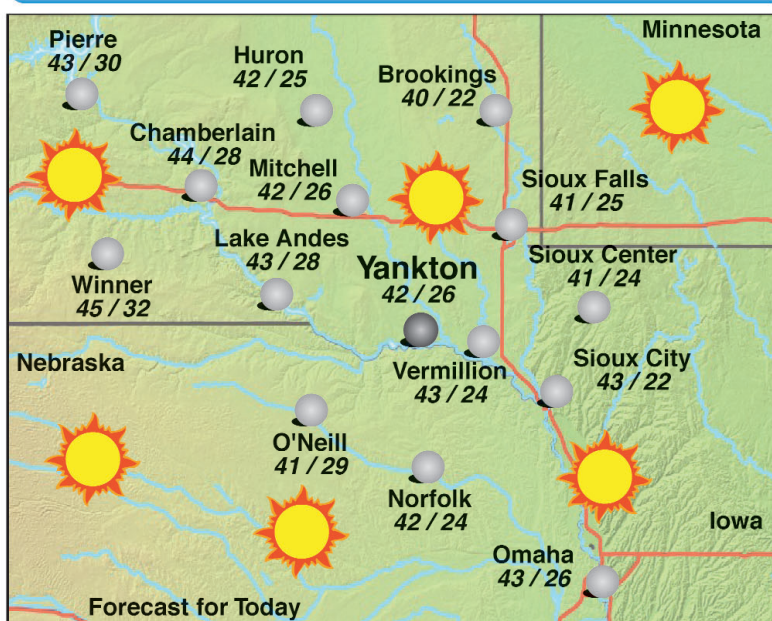 Minnesota
Pierre
43 / 30
Huron
42 / 25
Brookings
40 / 22
Chamberlain
44 / 28
Mitchell
42 / 26
Sioux Falls
41 / 25
Lake Andes
43 / 28
Yankton
42 / 26
Sioux Center
41 / 24
Winner
45 / 32
Nebraska
Vermillion
43 / 24
Sioux City
43 / 22
O'Neill
41 / 29
Norfolk
42 / 24
Iowa
Omaha
43 / 26
Forecast for Today